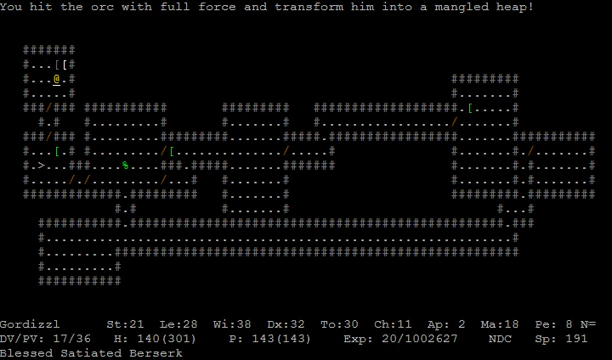 You hit the orc with full force and transform him into a mangled heap!
Gordizzl St:21 Le:28 Wi:38 Dx:32 To:30 Ch:11 Ap: 2 Ma:18 Pe: 8 N=
DV/PV: 17/36 H: 140(301) P: 143(143) Exp: 20/1002627 NDC Sp: 191
Blessed Satiated Berserk